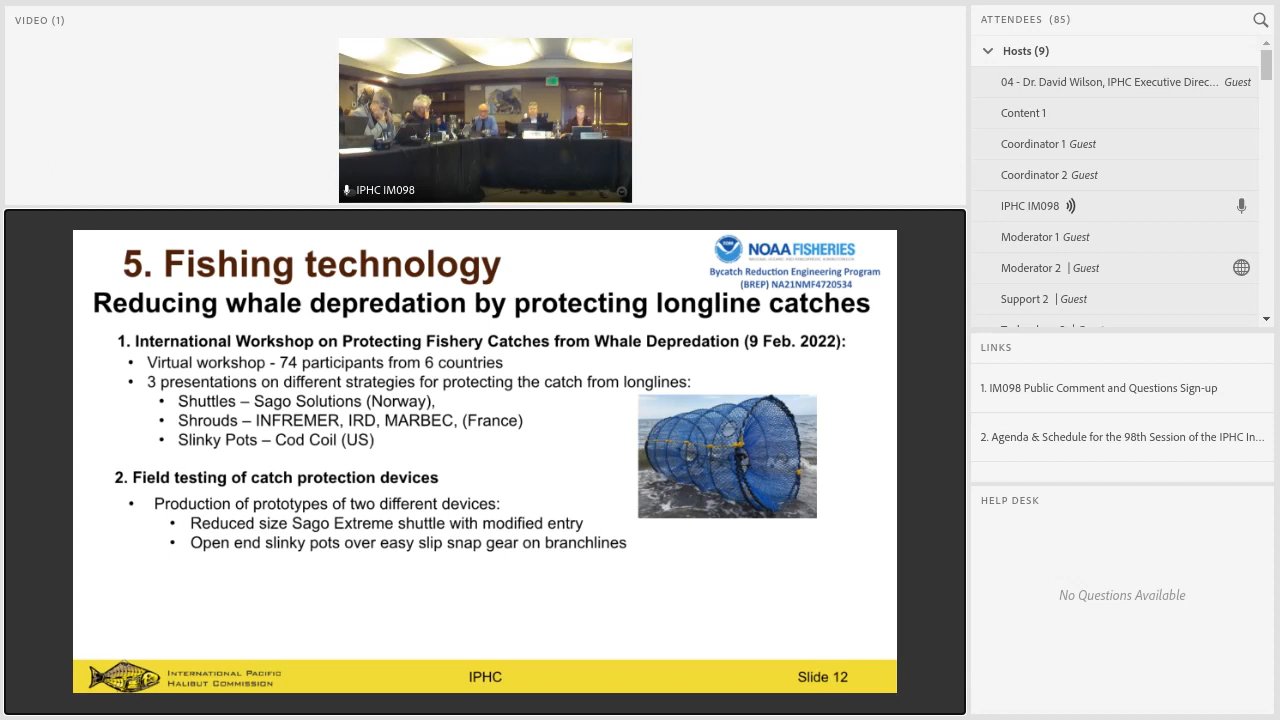 VIDEO (1)
IPHC IM098
5. Fishing technology
NOAA FISHERIES
Bycatch Reduction Engineering Program
(BREP) NA21NMF4720534
Reducing whale depredation by protecting longline catches
1. International Workshop on Protecting Fishery Catches from Whale Depredation (9 Feb. 2022):
• Virtual workshop - 74 participants from 6 countries
• 3 presentations on different strategies for protecting the catch from longlines:
• Shuttles – Sago Solutions (Norway),
• Shrouds – INFREMER, IRD, MARBEC, (France)
• Slinky Pots – Cod Coil (US)
2. Field testing of catch protection devices
• Production of prototypes of two different devices:
• Reduced size Sago Extreme shuttle with modified entry
• Open end slinky pots over easy slip snap gear on branchlines
INTERNATIONAL PACIFIC
HALIBUT COMMISSION
IPHC
Slide 12
ATTENDEES (85)
Hosts (9)
04 - Dr. David Wilson, IPHC Executive Direc... Guest
Content 1
Coordinator 1 Guest
Coordinator 2 Guest
IPHC IM098
Moderator 1 Guest
Moderator 2 | Guest
Support 2 | Guest
LINKS
1. IM098 Public Comment and Questions Sign-up
2. Agenda & Schedule for the 98th Session of the IPHC In...
HELP DESK
No Questions Available